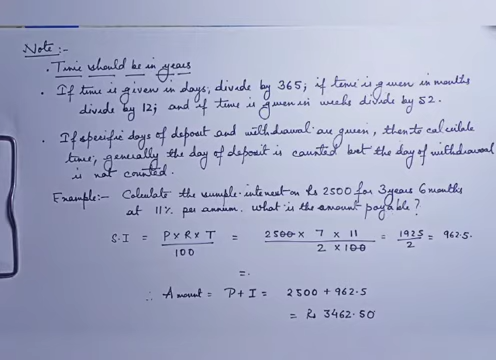 Note:-
. Time should be in years
. If time is given in days, divide by 365; if time is given in months
divide by 12; and if time is given in weeks divide by 52.
. If specific days of deposit and withdrawal are given, then to calculate
time, generally the day of deposit is counted but the day of withdrawal
is not counted.
Example:- Calculate the simple interest on Rs 2500 for 3 years 6 months
at 11% per annum. What is the amount payable?
S.I = P x R x T / 100 = 2500 x 7 x 11 / 2 x 100 = 1925 / 2 = 962.5.
=.
∴ Amount = P + I = 2500 + 962.5
= Rs 3462.50